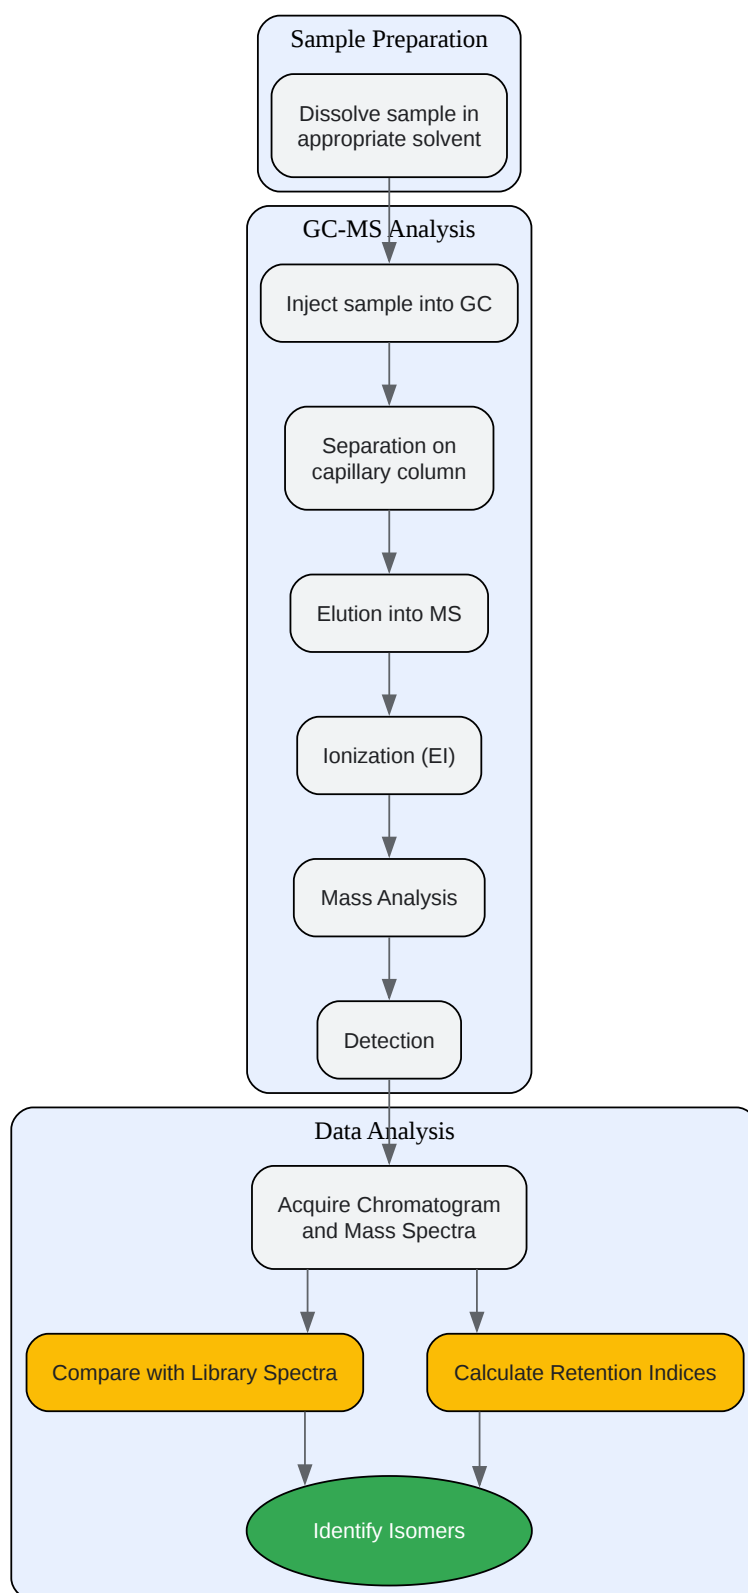 Sample Preparation
Dissolve sample in
appropriate solvent
GC-MS Analysis
Inject sample into GC
Separation on
capillary column
Elution into MS
Ionization (EI)
Mass Analysis
Detection
Data Analysis
Acquire Chromatogram
and Mass Spectra
Compare with Library Spectra
Calculate Retention Indices
Identify Isomers